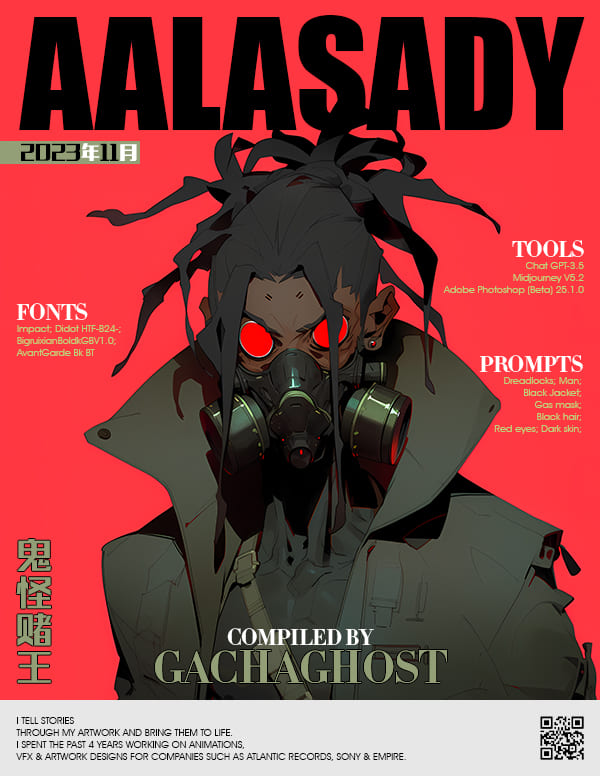 AALASADY
2023年11月
TOOLS
Chat GPT-3.5
Midjourney V5.2
Adobe Photoshop (Beta) 25.1.0
FONTS
Impact; Didot HTF-B24-;
BigruixianBoldkGBV1.0;
AvantGarde Bk BT
PROMPTS
Dreadlocks; Man;
Black Jacket;
Gas mask;
Black hair;
Red eyes; Dark skin;
鬼怪赌王
COMPILED BY
GACHAGHOST
I TELL STORIES
THROUGH MY ARTWORK AND BRING THEM TO LIFE.
I SPENT THE PAST 4 YEARS WORKING ON ANIMATIONS,
VFX & ARTWORK DESIGNS FOR COMPANIES SUCH AS ATLANTIC RECORDS, SONY & EMPIRE.